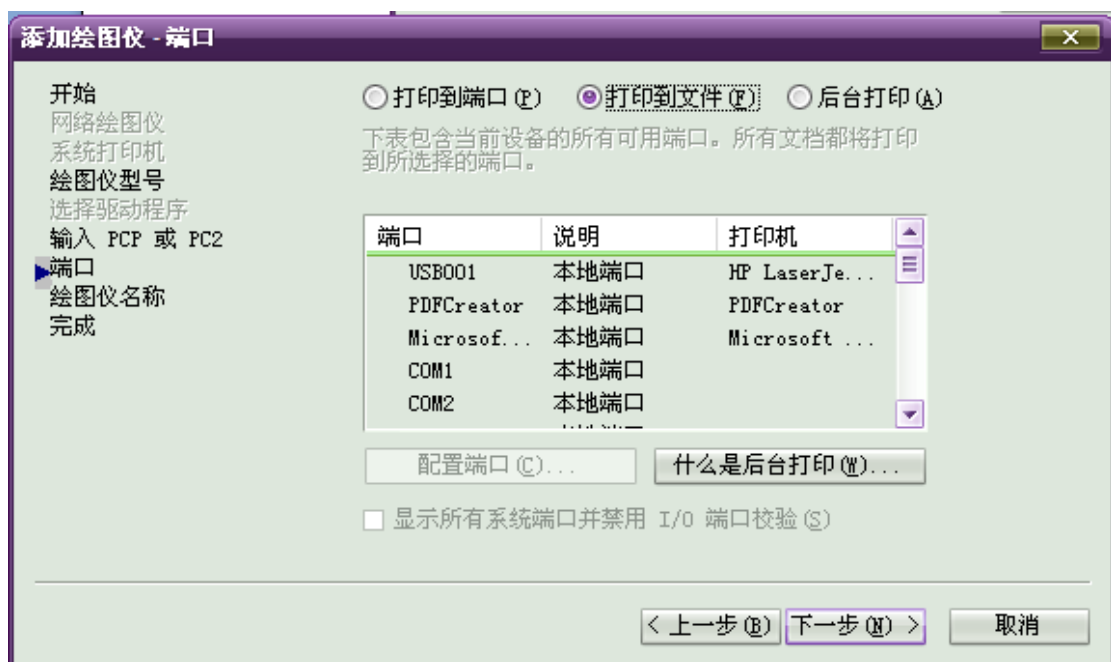 添加绘图仪 - 端口
开始
网络绘图仪
系统打印机
绘图仪型号
选择驱动程序
输入 PCP 或 PC2
端口
绘图仪名称
完成
打印到端口(P) 打印到文件(F) 后台打印(A)
下表包含当前设备的所有可用端口。所有文档都将打印
到所选择的端口。
端口 说明 打印机
USB001 本地端口 HP LaserJe...
PDFCreator 本地端口 PDFCreator
Microsof... 本地端口 Microsoft ...
COM1 本地端口
COM2 本地端口
配置端口(C)... 什么是后台打印(W)...
显示所有系统端口并禁用 I/O 端口校验(S)
< 上一步(B) 下一步(N) > 取消